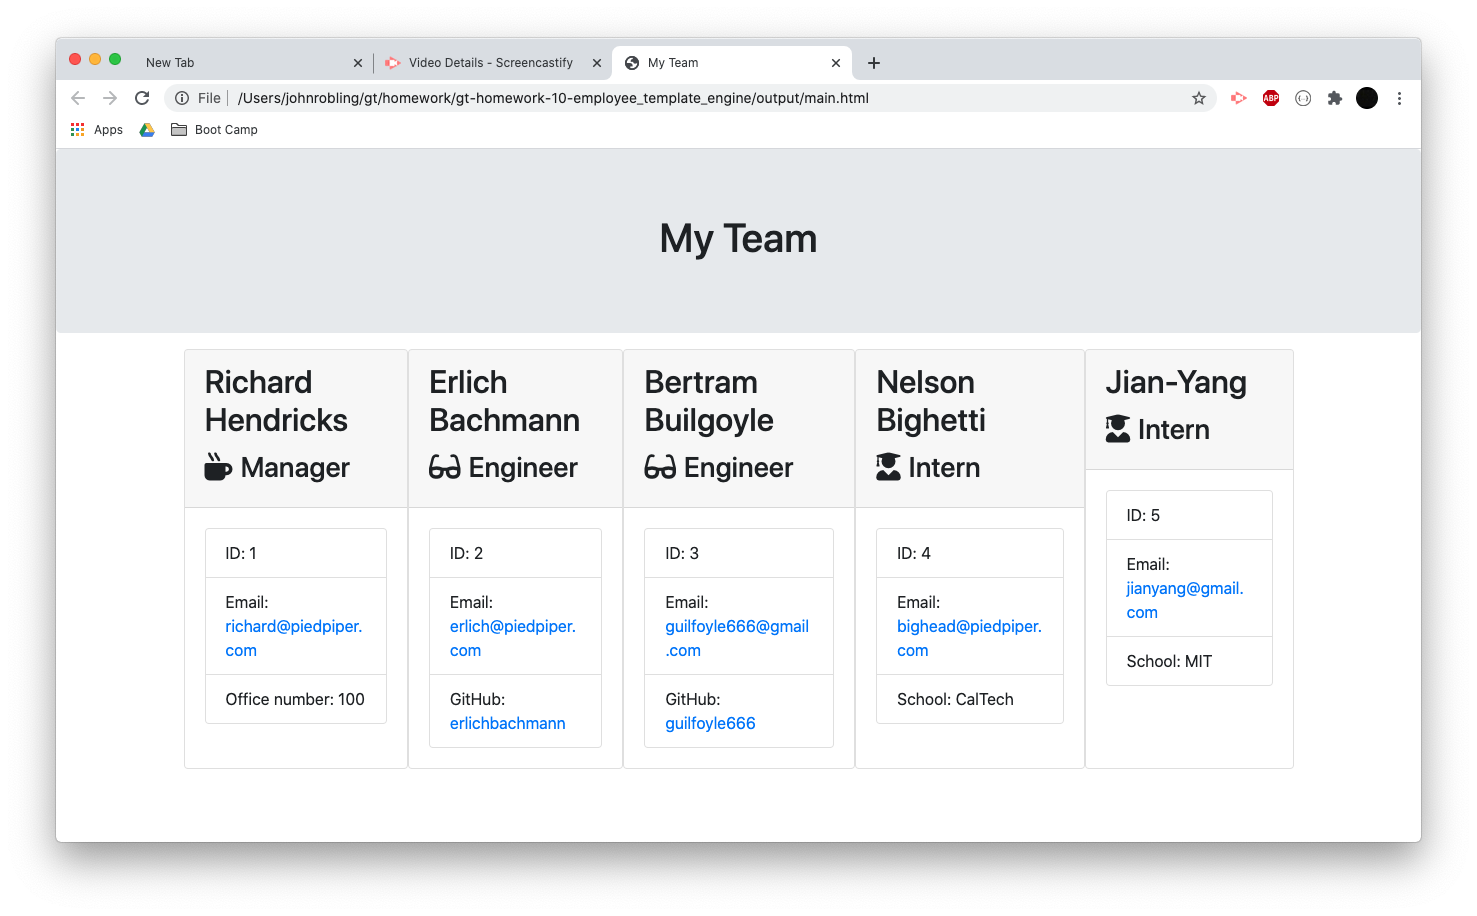 New Tab
Video Details - Screencastify
My Team
File
/Users/johnrobling/gt/homework/gt-homework-10-employee_template_engine/output/main.html
ABP
Apps
Boot Camp
My Team
Richard
Hendricks
Manager
ID: 1
Email:
richard@piedpiper.
com
Office number: 100
Erlich
Bachmann
Engineer
ID: 2
Email:
erlich@piedpiper.
com
GitHub:
erlichbachmann
Bertram
Builgoyle
Engineer
ID: 3
Email:
guilfoyle666@gmail
.com
GitHub:
guilfoyle666
Nelson
Bighetti
Intern
ID: 4
Email:
bighead@piedpiper.
com
School: CalTech
Jian-Yang
Intern
ID: 5
Email:
jianyang@gmail.
com
School: MIT